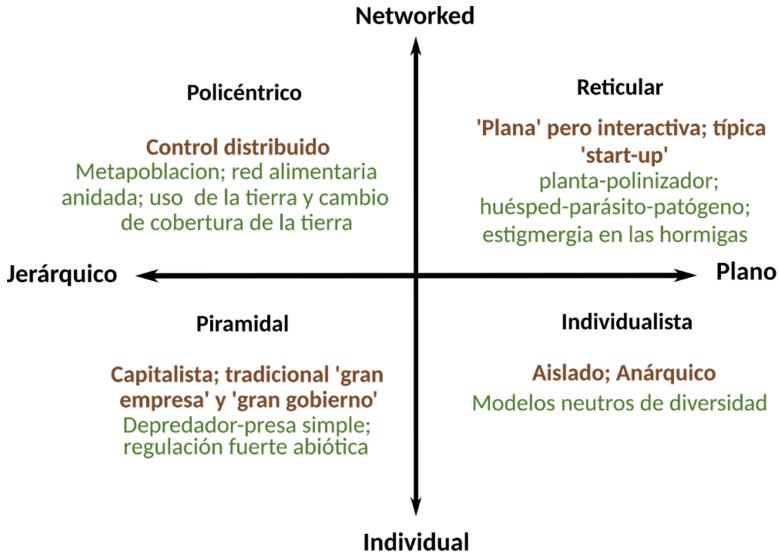 Networked
Policéntrico
Control distribuido
Metapoblacion; red alimentaria
anidada; uso de la tierra y cambio
de cobertura de la tierra
Reticular
'Plana' pero interactiva; típica
'start-up'
planta-polinizador;
huésped-parásito-patógeno;
estigmergia en las hormigas
Jerárquico
Plano
Piramidal
Capitalista; tradicional 'gran
empresa' y 'gran gobierno'
Depredador-presa simple;
regulación fuerte abiótica
Individualista
Aislado; Anárquico
Modelos neutros de diversidad
Individual